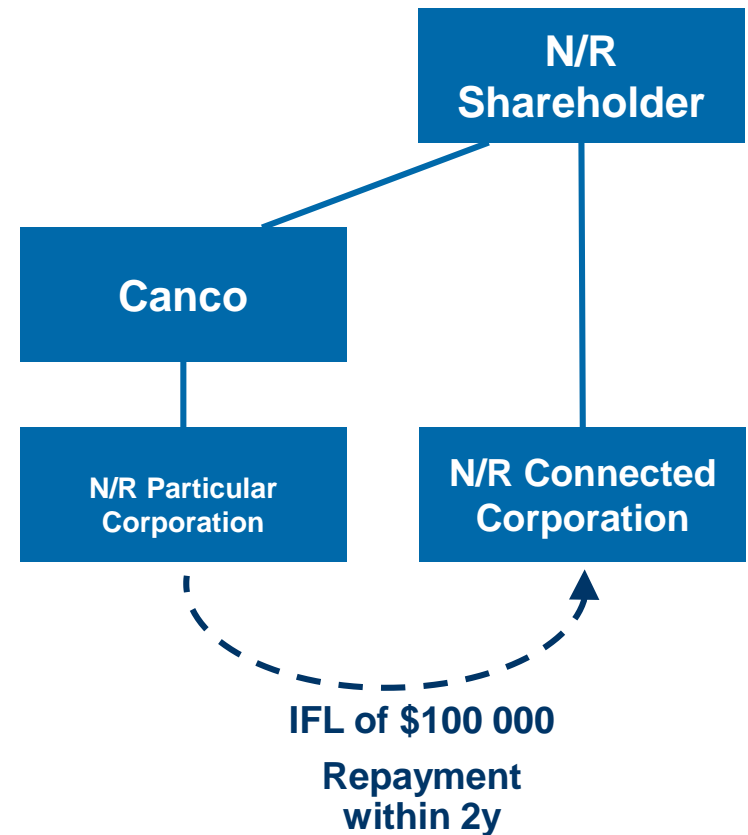 N/R
Shareholder
Canco
N/R Particular
Corporation
N/R Connected
Corporation
IFL of $100 000
Repayment
within 2y